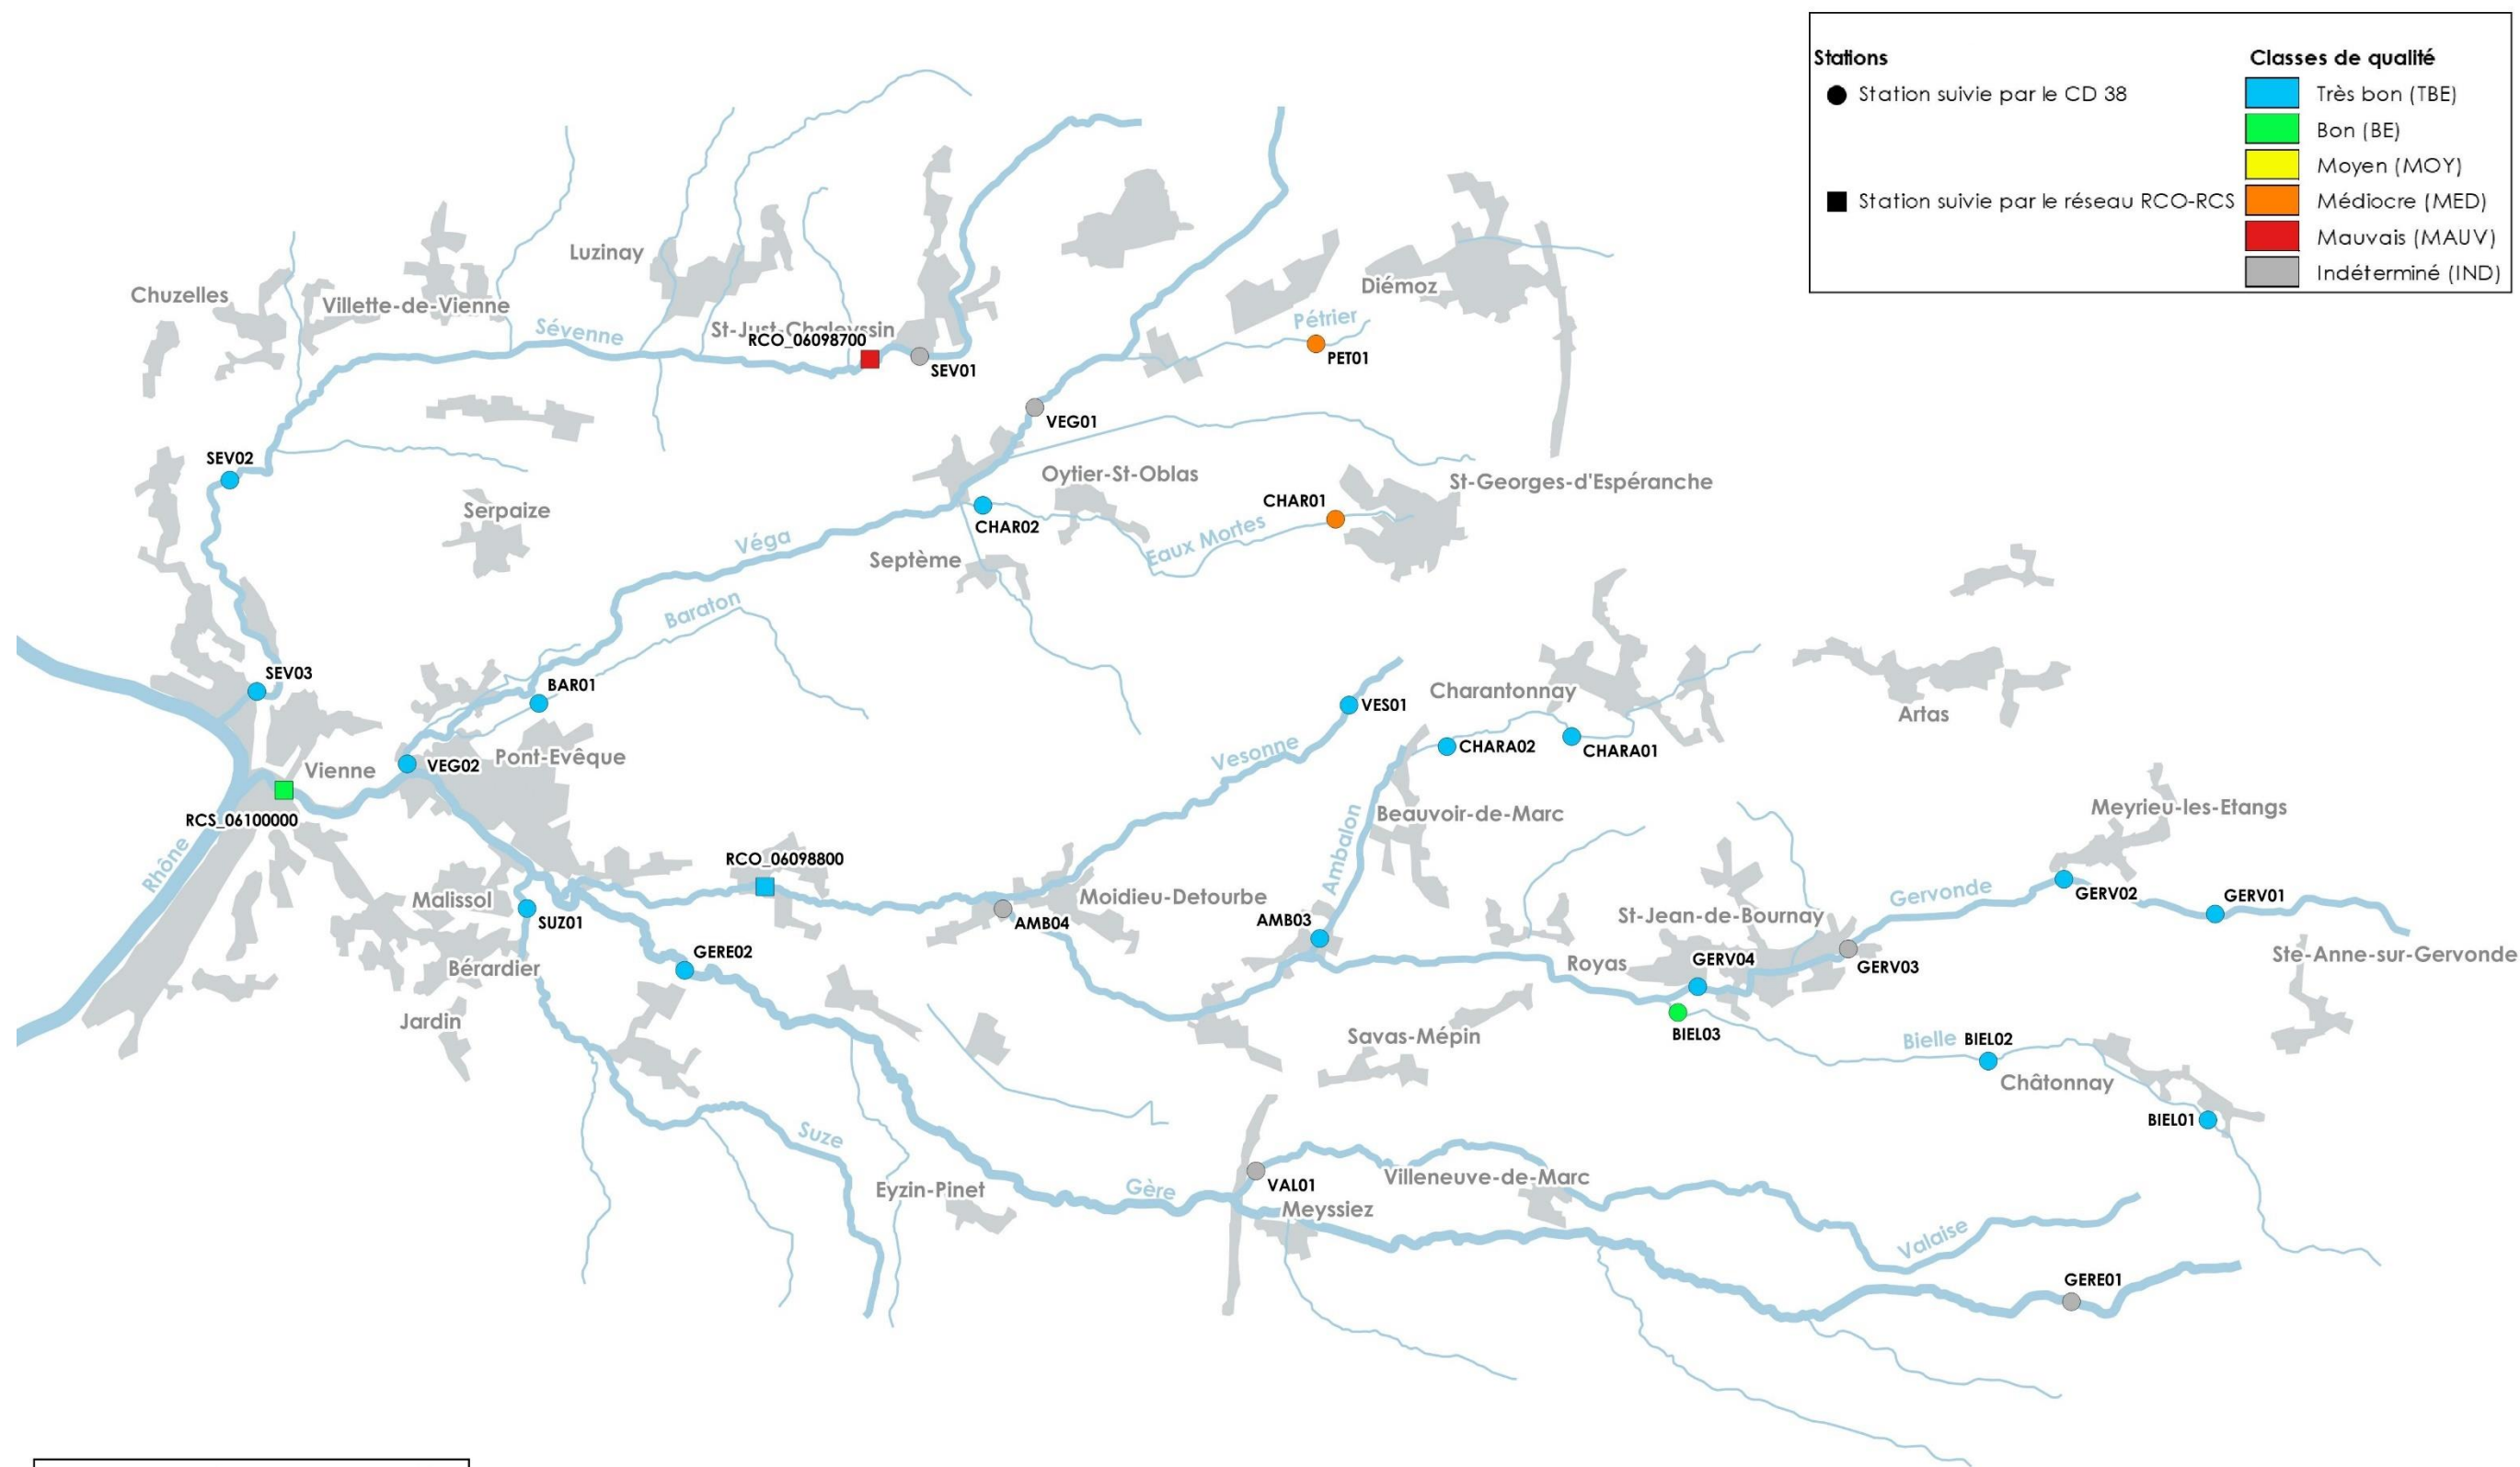 Stations
Classes de qualité
Station suivie par le CD 38
Très bon (TBE)
Bon (BE)
Moyen (MOY)
Station suivie par le réseau RCO-RCS
Médiocre (MED)
Mauvais (MAUV)
Indéterminé (IND)
Luzinay
Diémoz
Chuzelles
Villette-de-Vienne
Pétrier
Sévenne
St-Just-Chaleyssin
RCO_06098700
PET01
SEV01
VEG01
SEV02
Oytier-St-Oblas
St-Georges-d'Espéranche
CHAR01
Serpaize
CHAR02
Eaux Mortes
Véga
Septème
Baraton
SEV03
BAR01
Charantonnay
VES01
Artas
CHARA02
CHARA01
Vesonne
Pont-Evêque
VEG02
Vienne
Meyrieu-les-Etangs
Beauvoir-de-Marc
RCS_06100000
Ambalon
Rhône
RCO_06098800
Gervonde
GERV02
GERV01
Malissol
Moidieu-Detourbe
St-Jean-de-Bournay
AMB03
SUZ01
AMB04
GERE02
Ste-Anne-sur-Gervonde
Royas
GERV04
GERV03
Bérardier
Jardin
Savas-Mépin
BIEL03
Bielle
BIEL02
Châtonnay
BIEL01
Suze
Villeneuve-de-Marc
VAL01
Eyzin-Pinet
Gère
Meyssiez
Valaise
GERE01